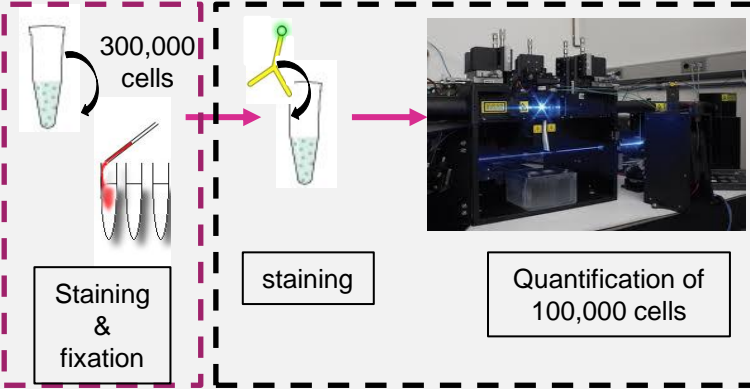 300,000
cells
Staining
&
fixation
staining
Quantification of
100,000 cells